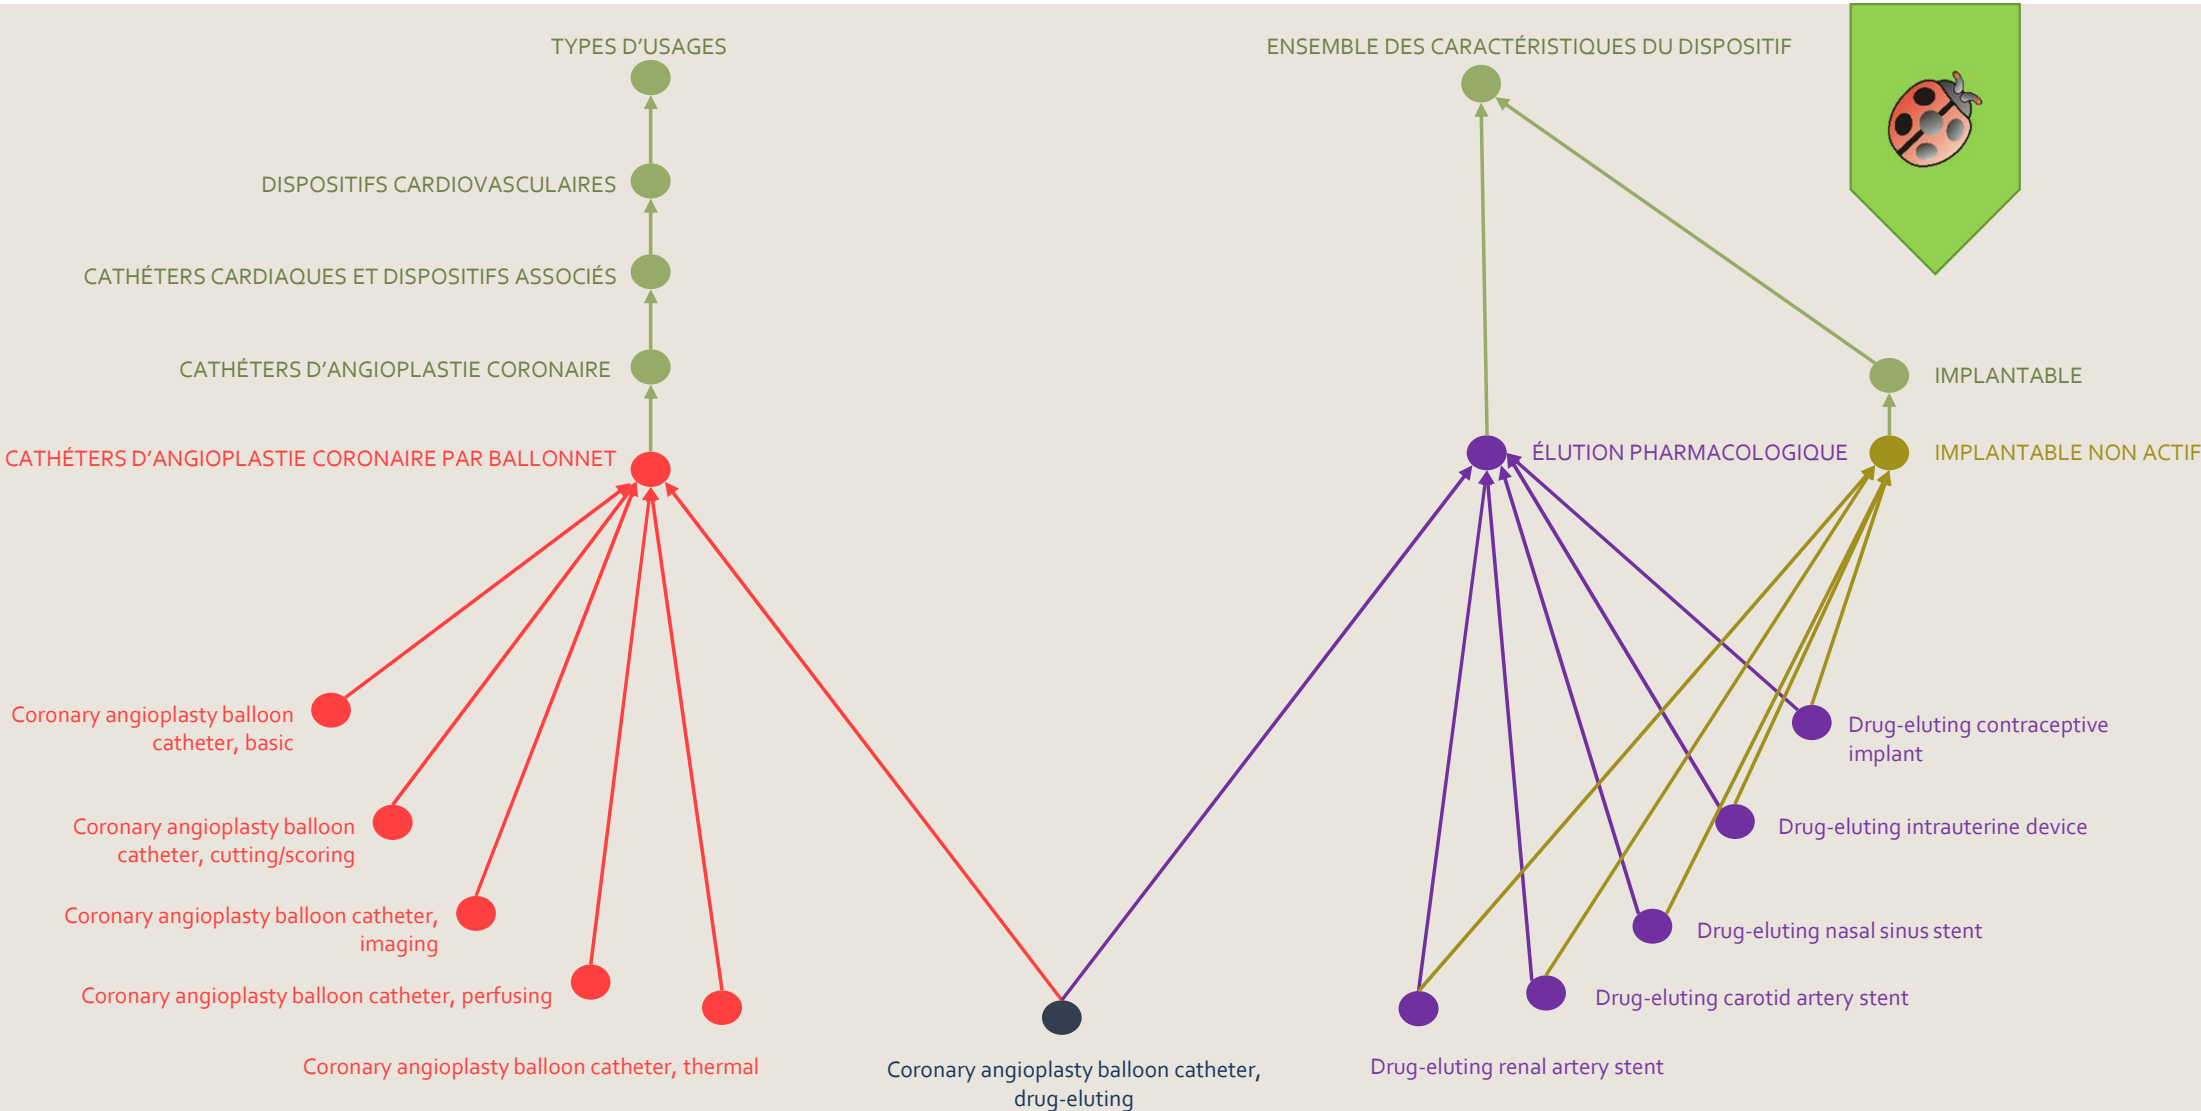 TYPES D'USAGES
ENSEMBLE DES CARACTÉRISTIQUES DU DISPOSITIF
DISPOSITIFS CARDIOVASCULAIRES
CATHÉTERS CARDIAQUES ET DISPOSITIFS ASSOCIÉS
CATHÉTERS D'ANGIOPLASTIE CORONAIRE
IMPLANTABLE
CATHÉTERS D'ANGIOPLASTIE CORONAIRE PAR BALLONNET
ÉLUTION PHARMACOLOGIQUE
IMPLANTABLE NON ACTIF
Coronary angioplasty balloon
catheter, basic
Drug-eluting contraceptive
implant
Coronary angioplasty balloon
catheter, cutting/scoring
Drug-eluting intrauterine device
Coronary angioplasty balloon catheter,
imaging
Drug-eluting nasal sinus stent
Coronary angioplasty balloon catheter, perfusing
Drug-eluting carotid artery stent
Coronary angioplasty balloon catheter, thermal
Coronary angioplasty balloon catheter,
drug-eluting
Drug-eluting renal artery stent